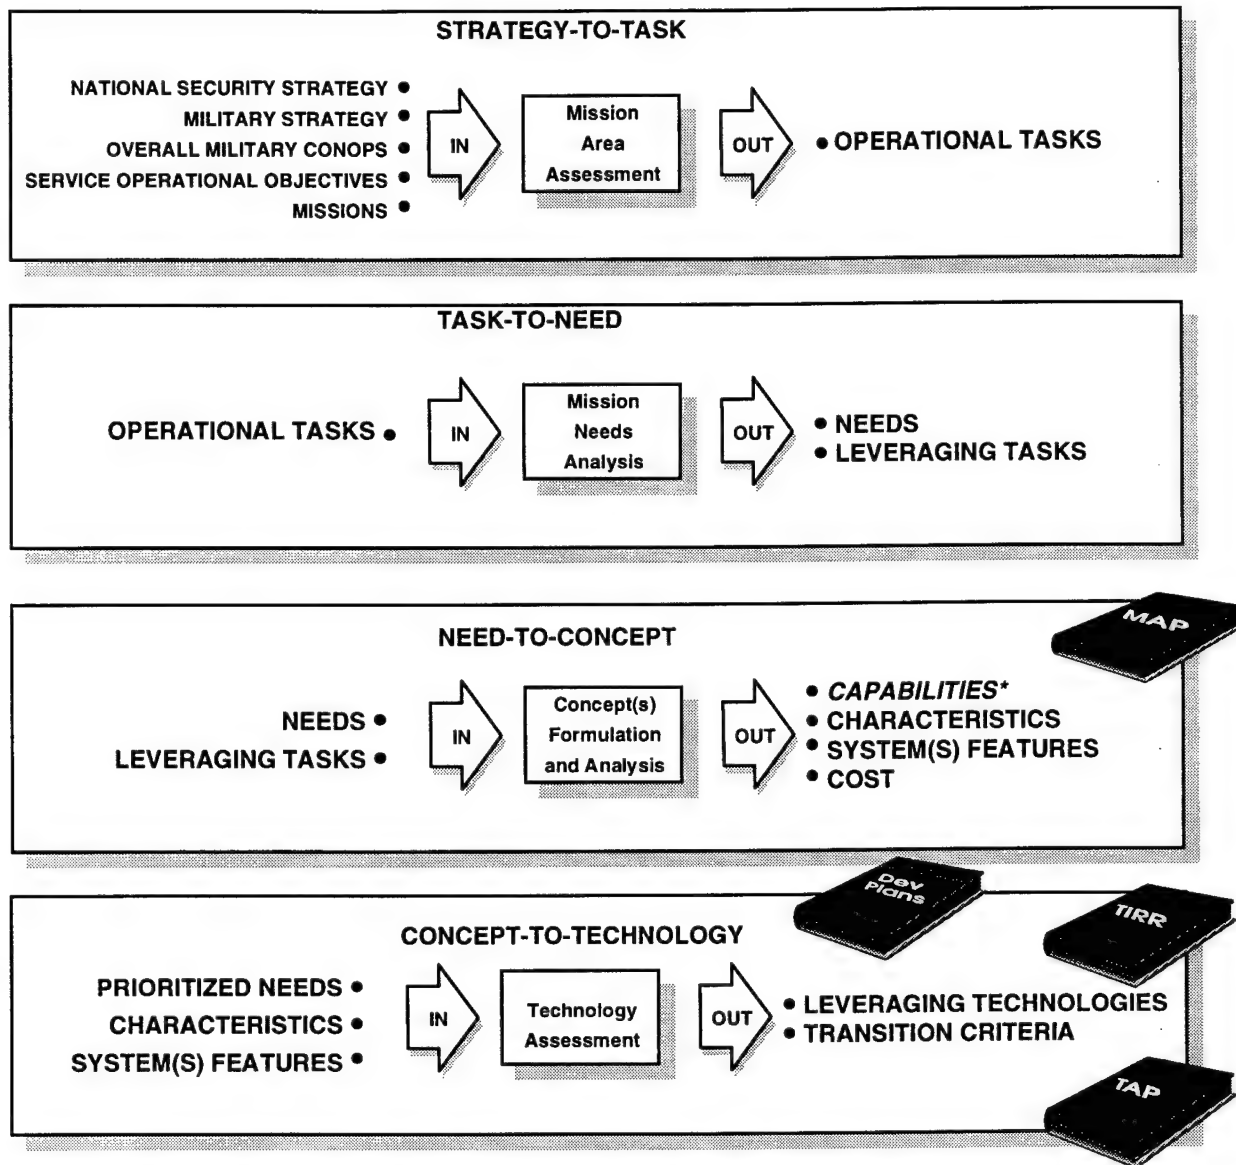 STRATEGY-TO-TASK
NATIONAL SECURITY STRATEGY •
MILITARY STRATEGY •
OVERALL MILITARY CONOPS •
SERVICE OPERATIONAL OBJECTIVES •
MISSIONS •
IN
Mission
Area
Assessment
OUT
• OPERATIONAL TASKS
TASK-TO-NEED
OPERATIONAL TASKS •
IN
Mission
Needs
Analysis
OUT
• NEEDS
• LEVERAGING TASKS
MAP
NEED-TO-CONCEPT
NEEDS •
LEVERAGING TASKS •
IN
Concept(s)
Formulation
and Analysis
OUT
• CAPABILITIES*
• CHARACTERISTICS
• SYSTEM(S) FEATURES
• COST
Dev
Plans
TIRR
CONCEPT-TO-TECHNOLOGY
PRIORITIZED NEEDS •
CHARACTERISTICS •
SYSTEM(S) FEATURES •
IN
Technology
Assessment
OUT
• LEVERAGING TECHNOLOGIES
• TRANSITION CRITERIA
TAP